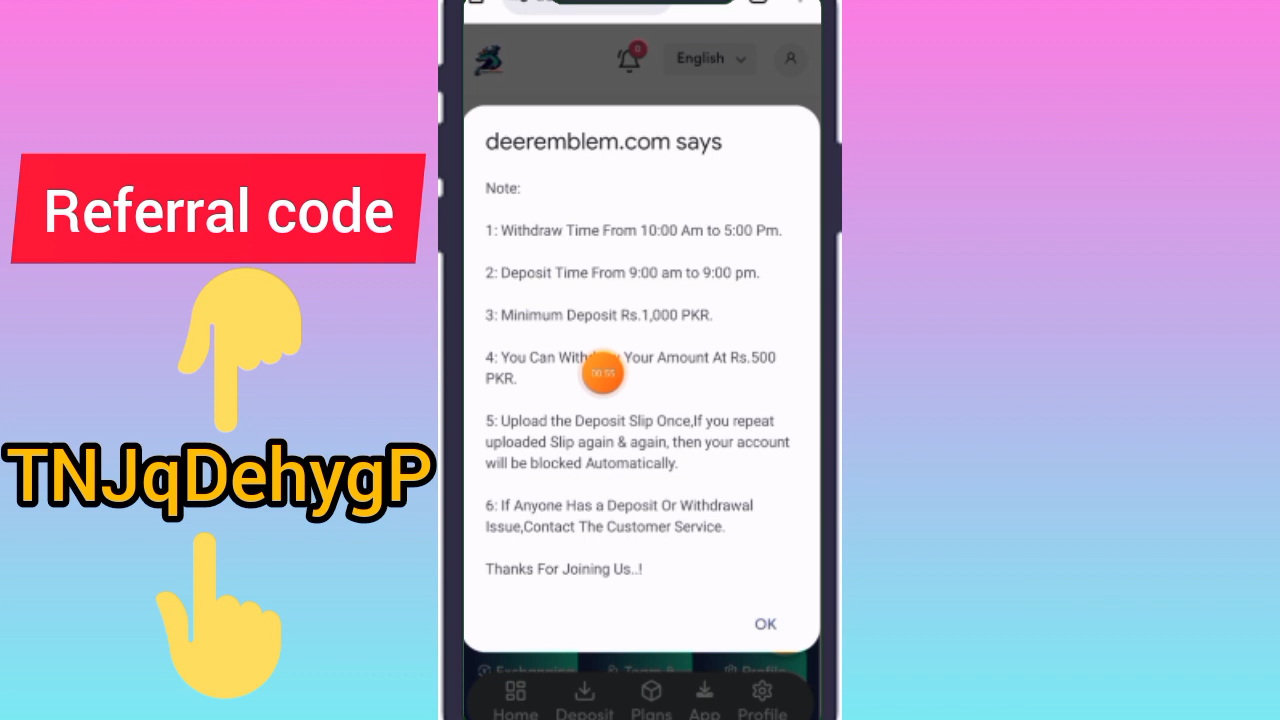 Referral code
TNJqDehygP
0
English
deeremblem.com says
Note:
1: Withdraw Time From 10:00 Am to 5:00 Pm.
2: Deposit Time From 9:00 am to 9:00 pm.
3: Minimum Deposit Rs.1,000 PKR.
4: You Can Your Amount At Rs.500
PKR.
00:55
5: Upload the Deposit Slip Once,If you repeat
uploaded Slip again & again, then your account
will be blocked Automatically.
6: If Anyone Has a Deposit Or Withdrawal
Issue,Contact The Customer Service.
Thanks For Joining Us..!
OK
Profile
Home Deposit Plans App Profile